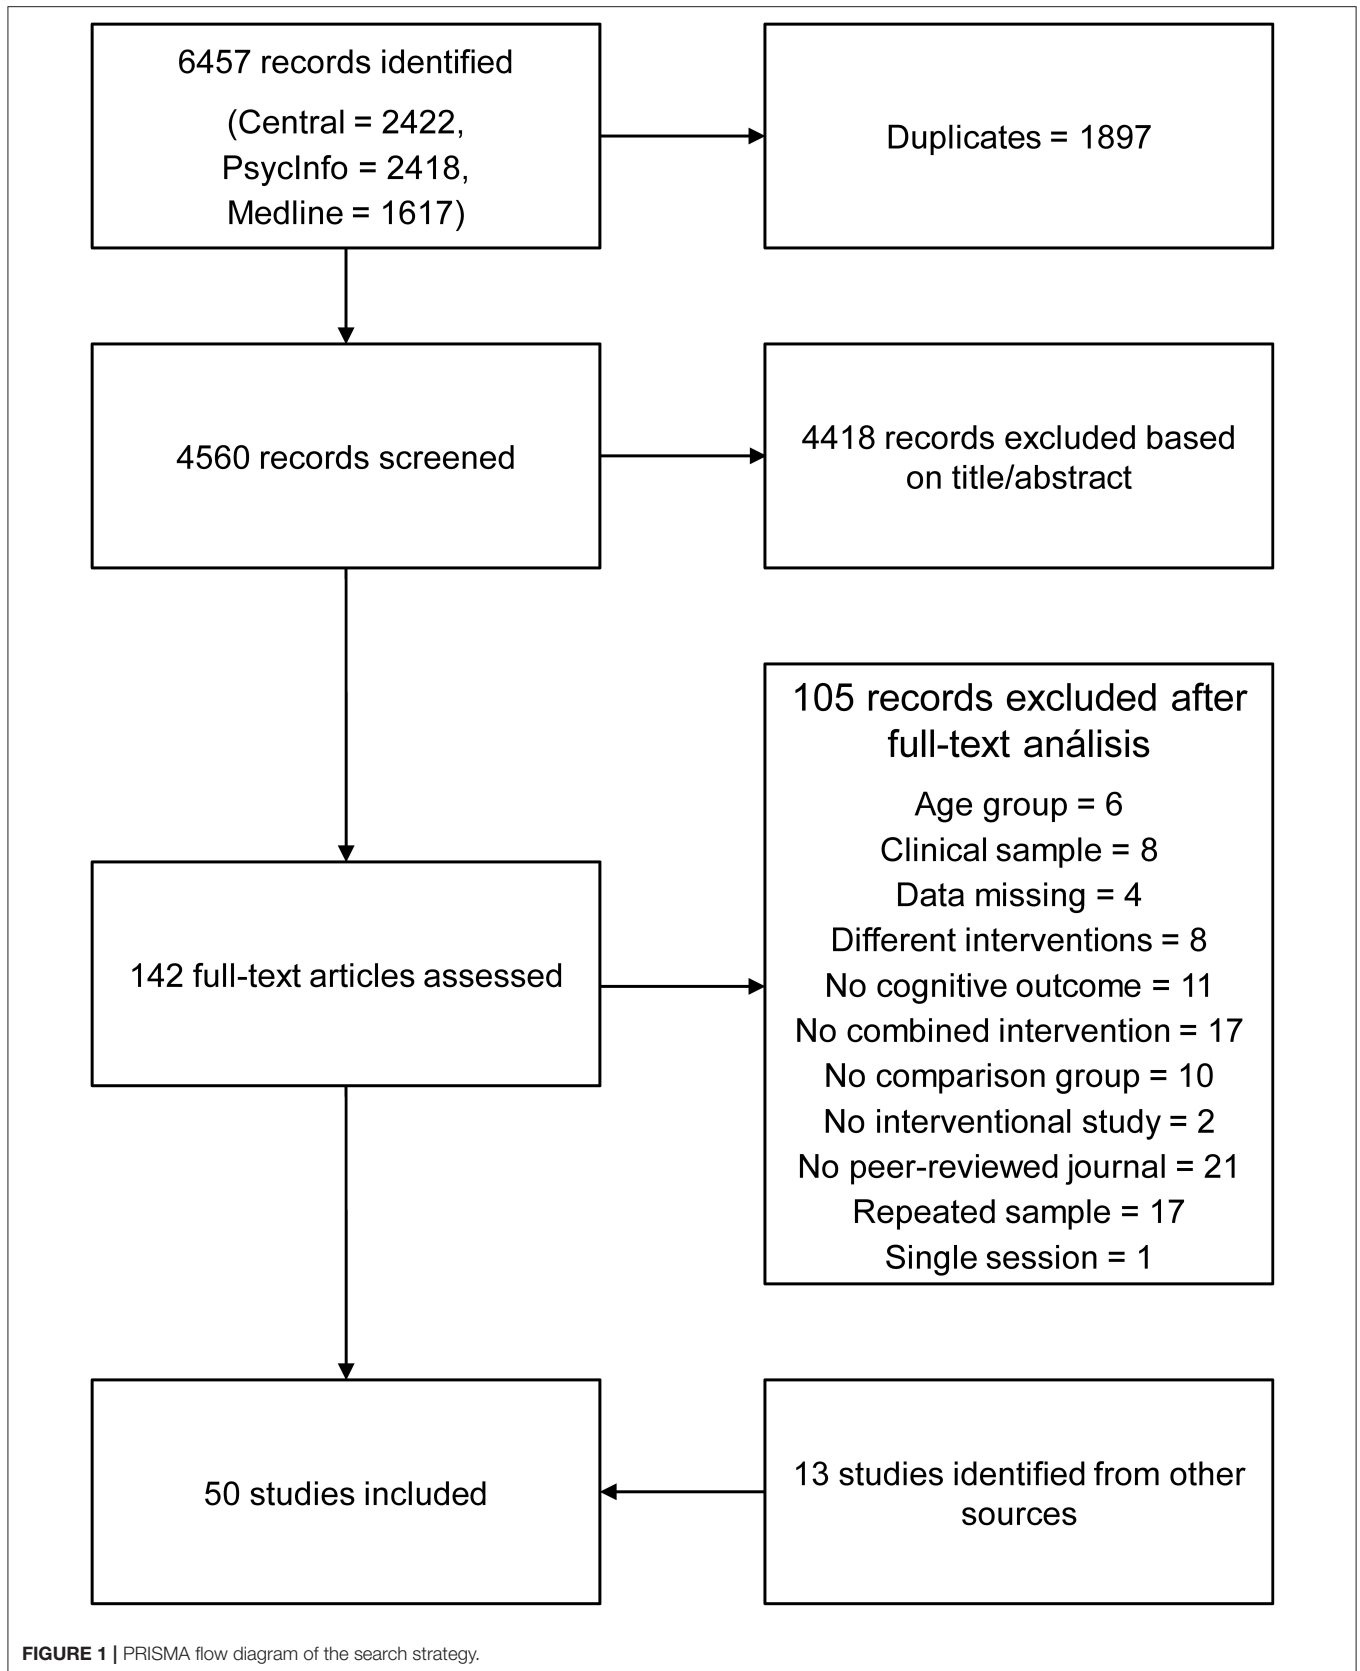 6457 records identified
(Central = 2422,
PsycInfo = 2418,
Medline = 1617)
Duplicates = 1897
4560 records screened
4418 records excluded based
on title/abstract
105 records excluded after
full-text análisis
Age group = 6
Clinical sample = 8
Data missing = 4
Different interventions = 8
No cognitive outcome = 11
No combined intervention = 17
No comparison group = 10
No interventional study = 2
No peer-reviewed journal = 21
Repeated sample = 17
Single session = 1
142 full-text articles assessed
50 studies included
13 studies identified from other
sources
FIGURE 1 | PRISMA flow diagram of the search strategy.